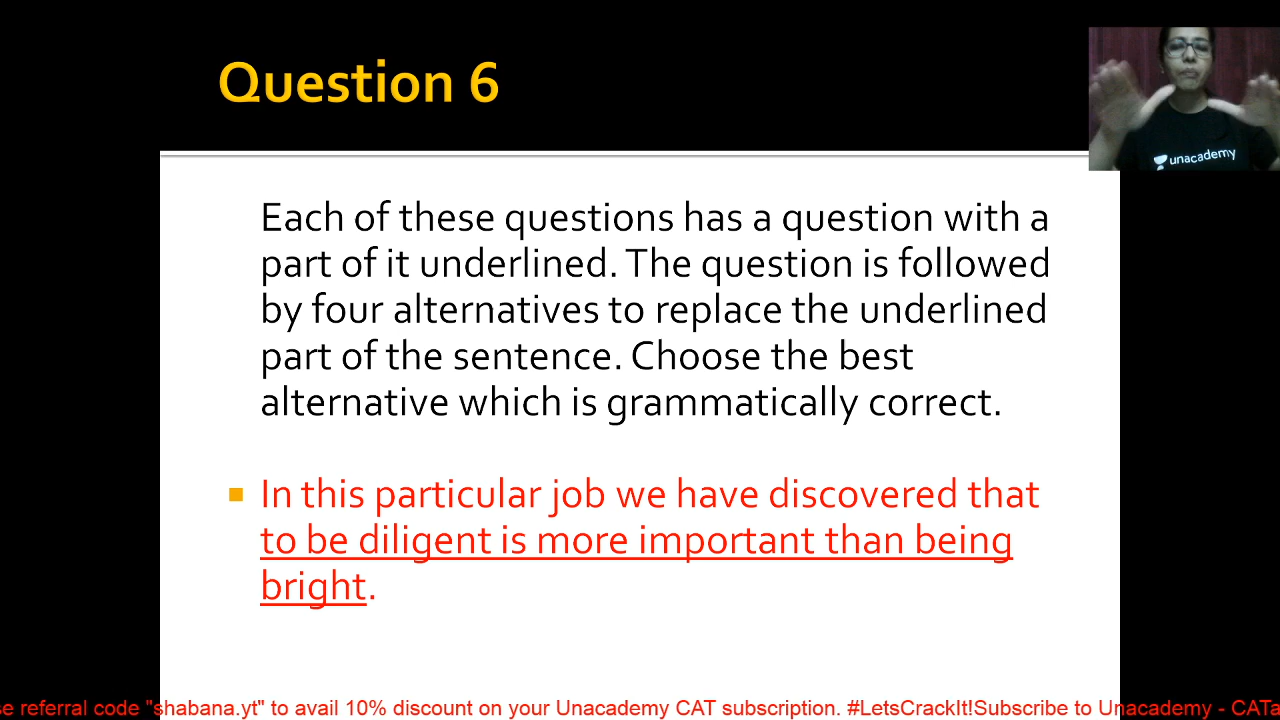 Question 6
unacademy
Each of these questions has a question with a
part of it underlined. The question is followed
by four alternatives to replace the underlined
part of the sentence. Choose the best
alternative which is grammatically correct.
In this particular job we have discovered that
to be diligent is more important than being
bright.
referral code "shabana.yt" to avail 10% discount on your Unacademy CAT subscription. #LetsCrackIt!Subscribe to Unacademy -